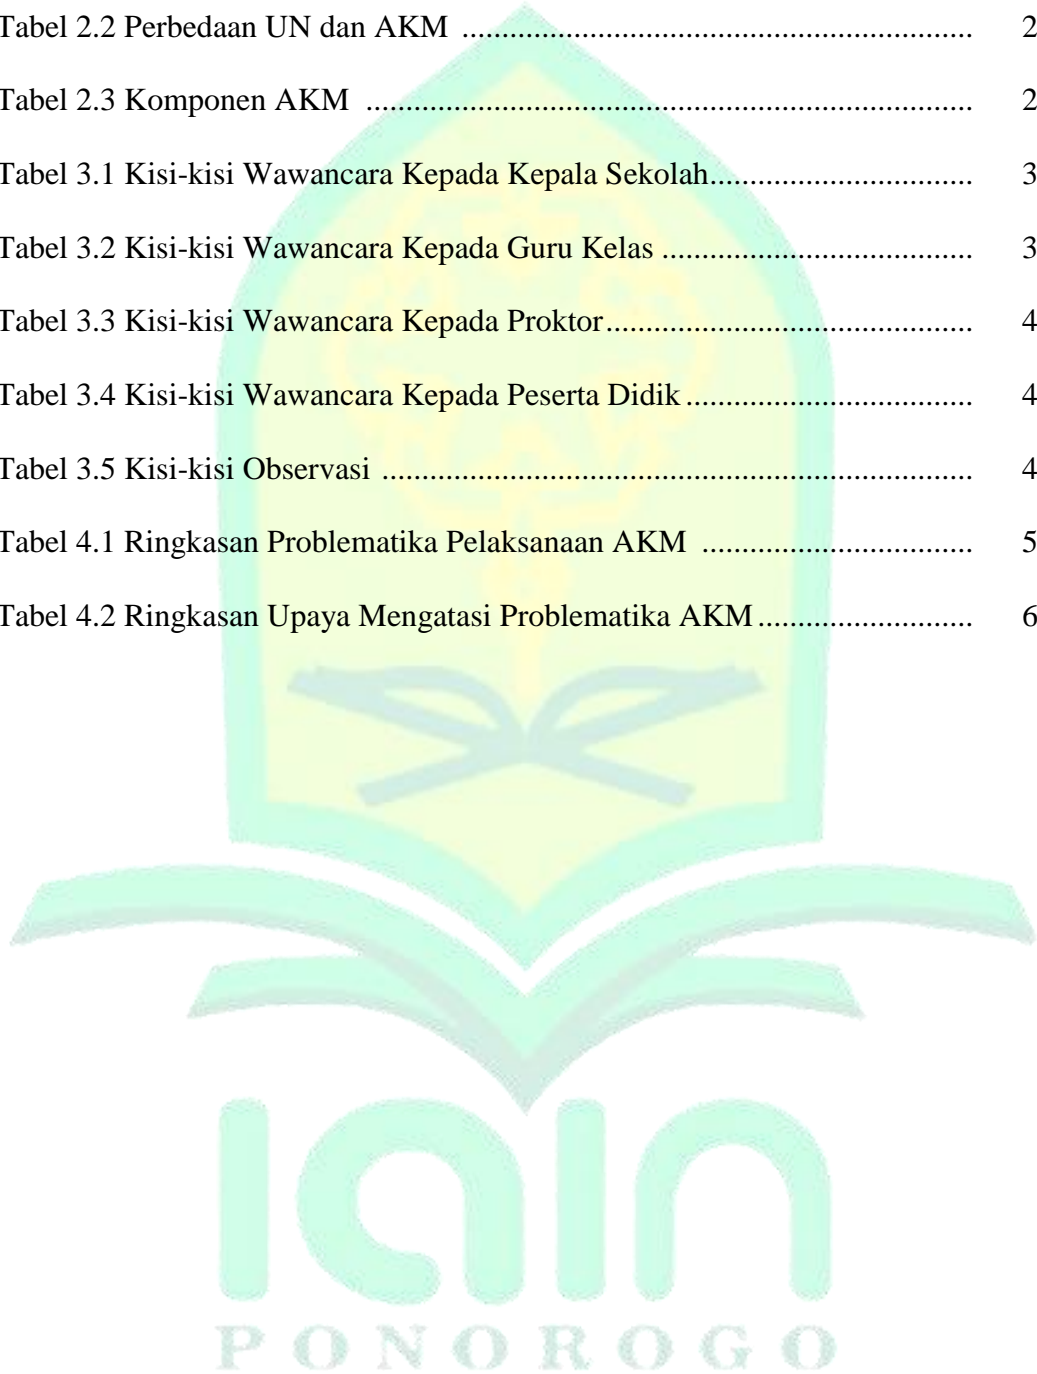 Tabel 2.2 Perbedaan UN dan AKM ................................................................ 2
Tabel 2.3 Komponen AKM ............................................................................ 2
Tabel 3.1 Kisi-kisi Wawancara Kepada Kepala Sekolah................................. 3
Tabel 3.2 Kisi-kisi Wawancara Kepada Guru Kelas ....................................... 3
Tabel 3.3 Kisi-kisi Wawancara Kepada Proktor.............................................. 4
Tabel 3.4 Kisi-kisi Wawancara Kepada Peserta Didik.................................... 4
Tabel 3.5 Kisi-kisi Observasi .......................................................................... 4
Tabel 4.1 Ringkasan Problematika Pelaksanaan AKM .................................. 5
Tabel 4.2 Ringkasan Upaya Mengatasi Problematika AKM........................... 6
iain
PONOROGO